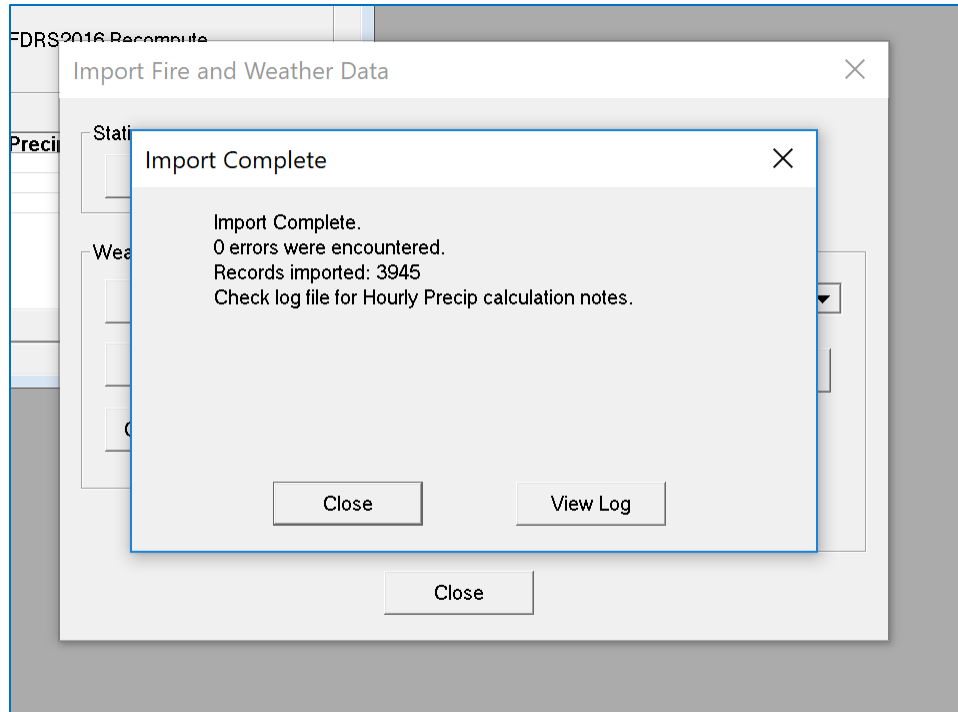 FDRS2016 Recompute
Import Fire and Weather Data
Import Complete
Import Complete.
0 errors were encountered.
Records imported: 3945
Check log file for Hourly Precip calculation notes.
Close
View Log
Close